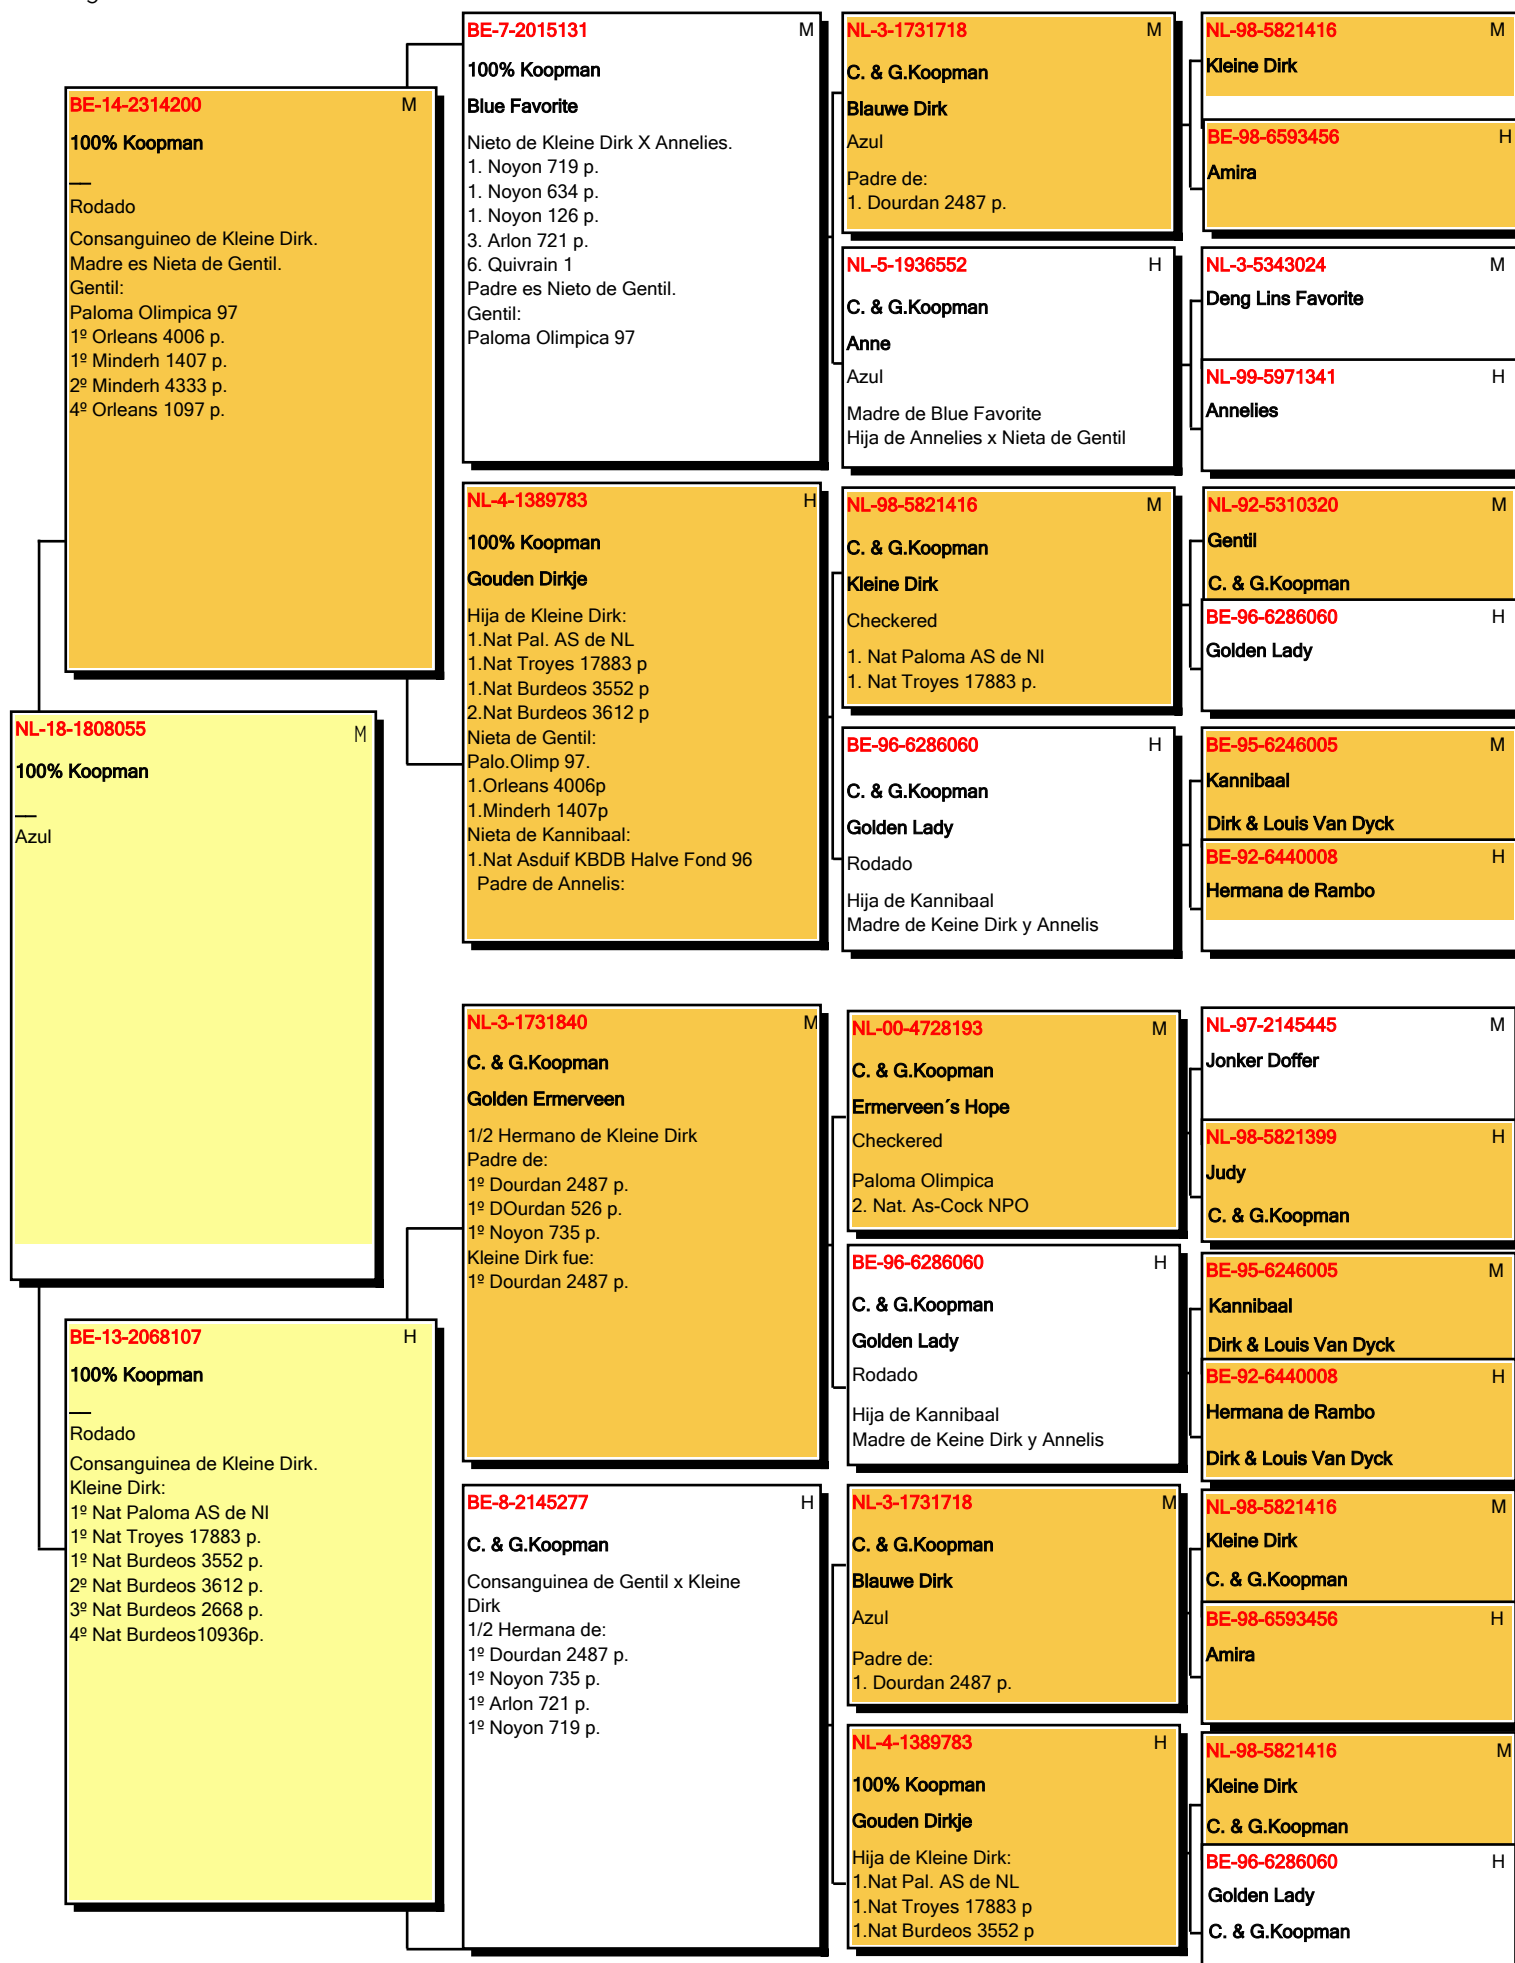 BE-14-2314200 M
100% Koopman
__
Rodado
Consanguineo de Kleine Dirk.
Madre es Nieta de Gentil.
Gentil:
Paloma Olimpica 97
1º Orleans 4006 p.
1º Minderh 1407 p.
2º Minderh 4333 p.
4º Orleans 1097 p.
NL-18-1808055 M
100% Koopman
__
Azul
BE-13-2068107 H
100% Koopman
__
Rodado
Consanguinea de Kleine Dirk.
Kleine Dirk:
1º Nat Paloma AS de NI
1º Nat Troyes 17883 p.
1º Nat Burdeos 3552 p.
2º Nat Burdeos 3612 p.
3º Nat Burdeos 2668 p.
4º Nat Burdeos10936p.
BE-7-2015131 M
100% Koopman
Blue Favorite
Nieto de Kleine Dirk X Annelies.
1. Noyon 719 p.
1. Noyon 634 p.
1. Noyon 126 p.
3. Arlon 721 p.
6. Quivrain 1
Padre es Nieto de Gentil.
Gentil:
Paloma Olimpica 97
NL-4-1389783 H
100% Koopman
Gouden Dirkje
Hija de Kleine Dirk:
1.Nat Pal. AS de NL
1.Nat Troyes 17883 p
1.Nat Burdeos 3552 p
2.Nat Burdeos 3612 p
Nieta de Gentil:
Palo.Olimp 97.
1.Orleans 4006p
1.Minderh 1407p
Nieta de Kannibaal:
1.Nat Asduif KBDB Halve Fond 96
Padre de Annelis:
NL-3-1731840 M
C. & G.Koopman
Golden Ermerveen
1/2 Hermano de Kleine Dirk
Padre de:
1º Dourdan 2487 p.
1º DOurdan 526 p.
1º Noyon 735 p.
Kleine Dirk fue:
1º Dourdan 2487 p.
BE-8-2145277 H
C. & G.Koopman
Consanguinea de Gentil x Kleine
Dirk
1/2 Hermana de:
1º Dourdan 2487 p.
1º Noyon 735 p.
1º Arlon 721 p.
1º Noyon 719 p.
NL-3-1731718 M
C. & G.Koopman
Blauwe Dirk
Azul
Padre de:
1. Dourdan 2487 p.
NL-5-1936552 H
C. & G.Koopman
Anne
Azul
Madre de Blue Favorite
Hija de Annelies x Nieta de Gentil
NL-98-5821416 M
C. & G.Koopman
Kleine Dirk
Checkered
1. Nat Paloma AS de NI
1. Nat Troyes 17883 p.
BE-96-6286060 H
C. & G.Koopman
Golden Lady
Rodado
Hija de Kannibaal
Madre de Keine Dirk y Annelis
NL-00-4728193 M
C. & G.Koopman
Ermerveen´s Hope
Checkered
Paloma Olimpica
2. Nat. As-Cock NPO
BE-96-6286060 H
C. & G.Koopman
Golden Lady
Rodado
Hija de Kannibaal
Madre de Keine Dirk y Annelis
NL-3-1731718 M
C. & G.Koopman
Blauwe Dirk
Azul
Padre de:
1. Dourdan 2487 p.
NL-4-1389783 H
100% Koopman
Gouden Dirkje
Hija de Kleine Dirk:
1.Nat Pal. AS de NL
1.Nat Troyes 17883 p
1.Nat Burdeos 3552 p
NL-98-5821416 M
Kleine Dirk
BE-98-6593456 H
Amira
NL-3-5343024 M
Deng Lins Favorite
NL-99-5971341 H
Annelies
NL-92-5310320 M
Gentil
C. & G.Koopman
BE-96-6286060 H
Golden Lady
BE-95-6246005 M
Kannibaal
Dirk & Louis Van Dyck
BE-92-6440008 H
Hermana de Rambo
NL-97-2145445 M
Jonker Doffer
NL-98-5821399 H
Judy
C. & G.Koopman
BE-95-6246005 M
Kannibaal
Dirk & Louis Van Dyck
BE-92-6440008 H
Hermana de Rambo
Dirk & Louis Van Dyck
NL-98-5821416 M
Kleine Dirk
C. & G.Koopman
BE-98-6593456 H
Amira
NL-98-5821416 M
Kleine Dirk
C. & G.Koopman
BE-96-6286060 H
Golden Lady
C. & G.Koopman